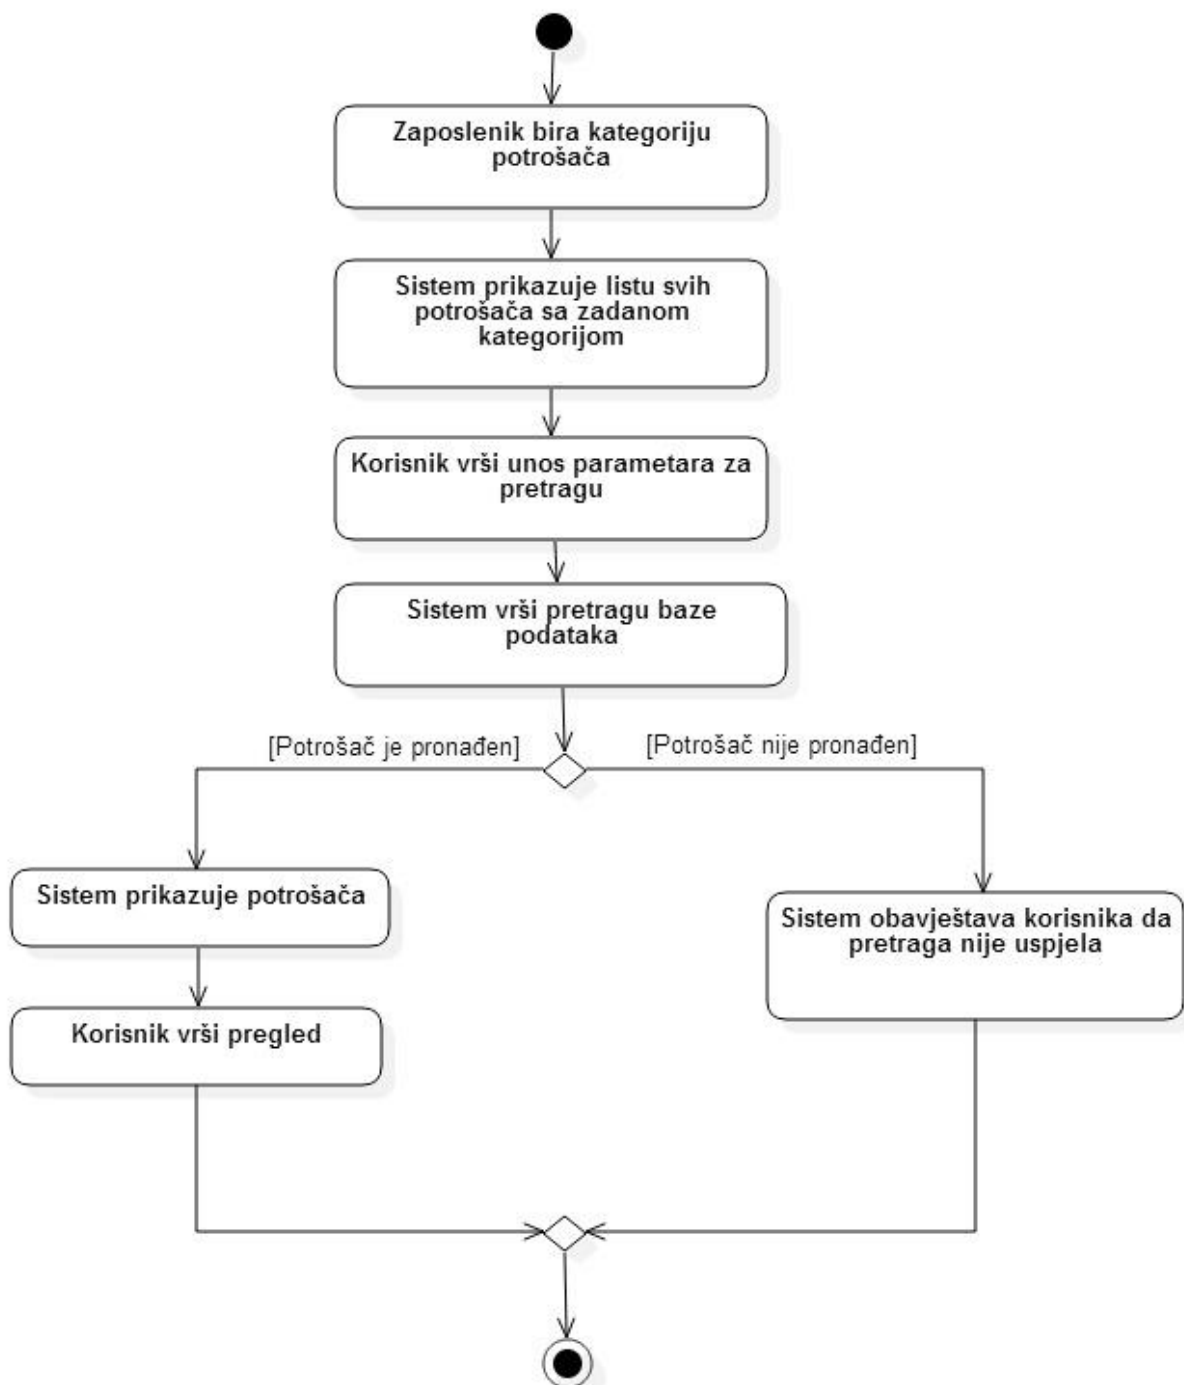 Zaposlenik bira kategoriju
potrošača
Sistem prikazuje listu svih
potrošača sa zadanom
kategorijom
Korisnik vrši unos parametara za
pretragu
Sistem vrši pretragu baze
podataka
[Potrošač je pronađen]
[Potrošač nije pronađen]
Sistem prikazuje potrošača
Sistem obavještava korisnika da
pretraga nije uspjela
Korisnik vrši pregled